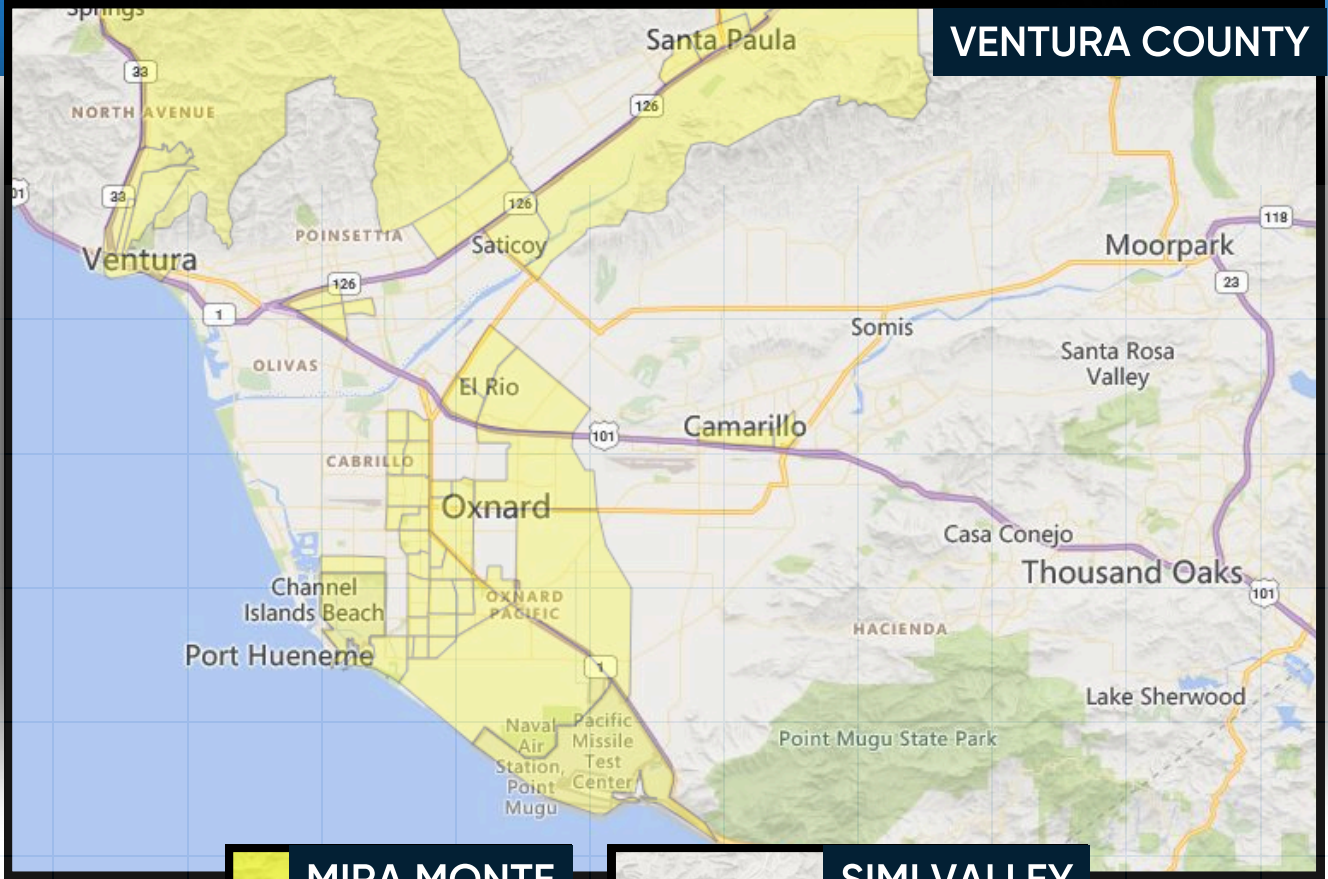 Springs
Santa Paula
VENTURA COUNTY
33
NORTH AVENUE
126
33
01
126
118
POINSETTIA
Saticoy
Moorpark
Ventura
126
23
1
Somis
OLIVAS
Santa Rosa
Valley
El Rio
Camarillo
101
CABRILLO
Oxnard
Casa Conejo
Thousand Oaks
Channel
Islands Beach
OXNARD
PACIFIC
101
HACIENDA
Port Hueneme
1
Lake Sherwood
Naval
Air
Station,
Point
Mugu
Pacific
Missile
Test
Center
Point Mugu State Park
MIRA MONTE
SIMI VALLEY